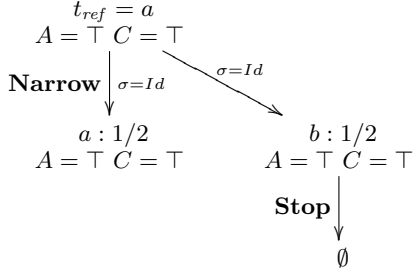 t_ref = a
A = ⊤ C = ⊤
Narrow σ=Id σ=Id
a : 1/2 b : 1/2
A = ⊤ C = ⊤ A = ⊤ C = ⊤
Stop
∅